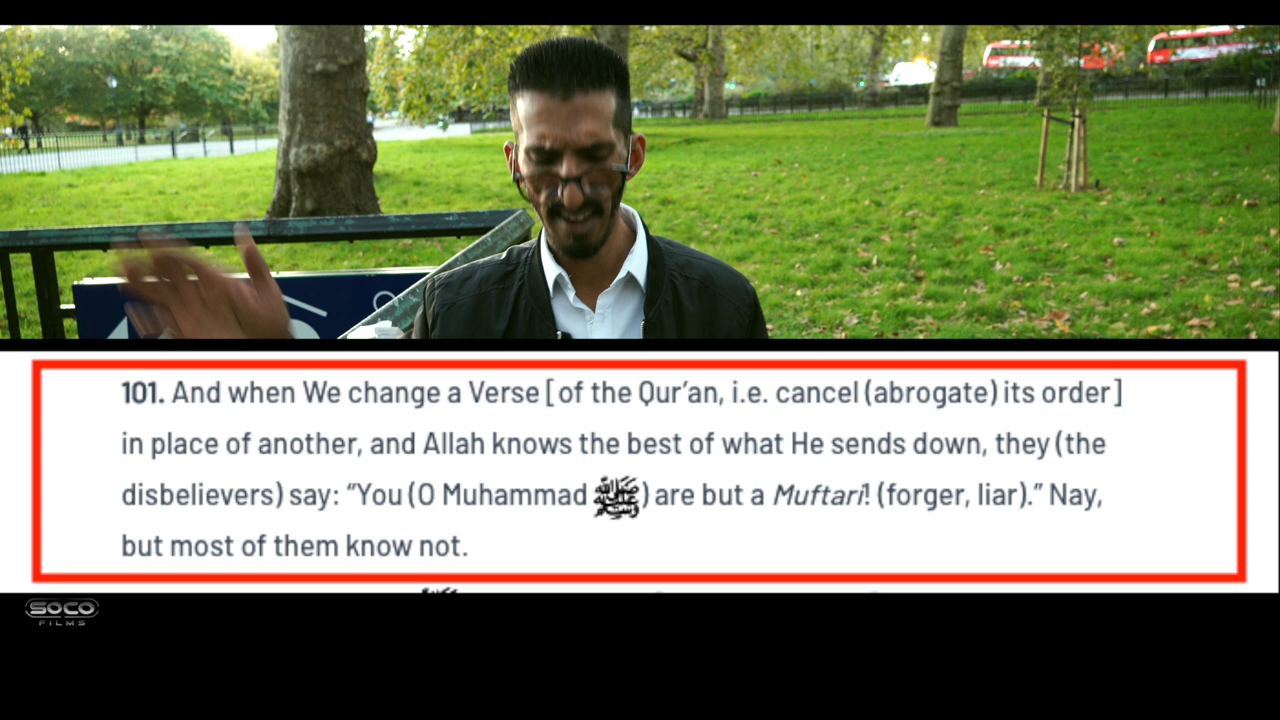 101. And when We change a Verse [of the Qur’an, i.e. cancel (abrogate) its order]
in place of another, and Allah knows the best of what He sends down, they (the
disbelievers) say: “You (O Muhammad ﷺ) are but a Muftari! (forger, liar).” Nay,
but most of them know not.
SOCO
FILMS